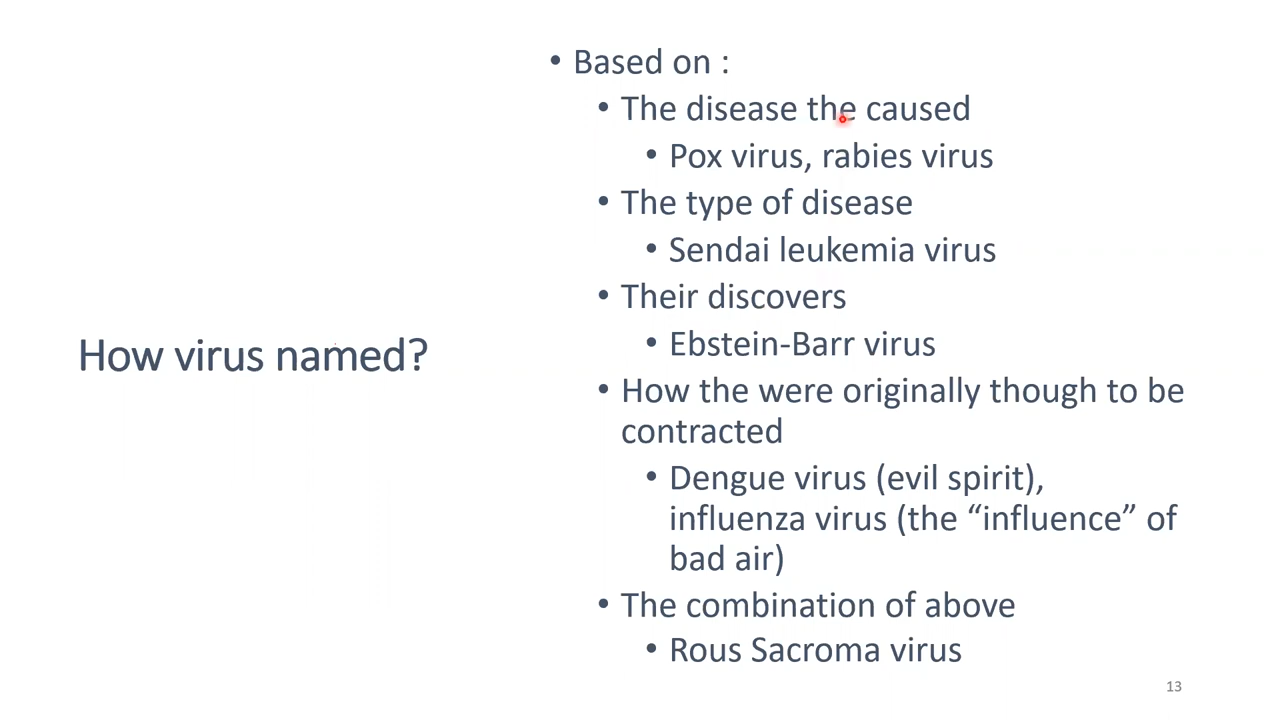 How virus named?
• Based on :
• The disease the caused
• Pox virus, rabies virus
• The type of disease
• Sendai leukemia virus
• Their discovers
• Ebstein-Barr virus
• How the were originally though to be
contracted
• Dengue virus (evil spirit),
influenza virus (the “influence” of
bad air)
• The combination of above
• Rous Sacroma virus
13